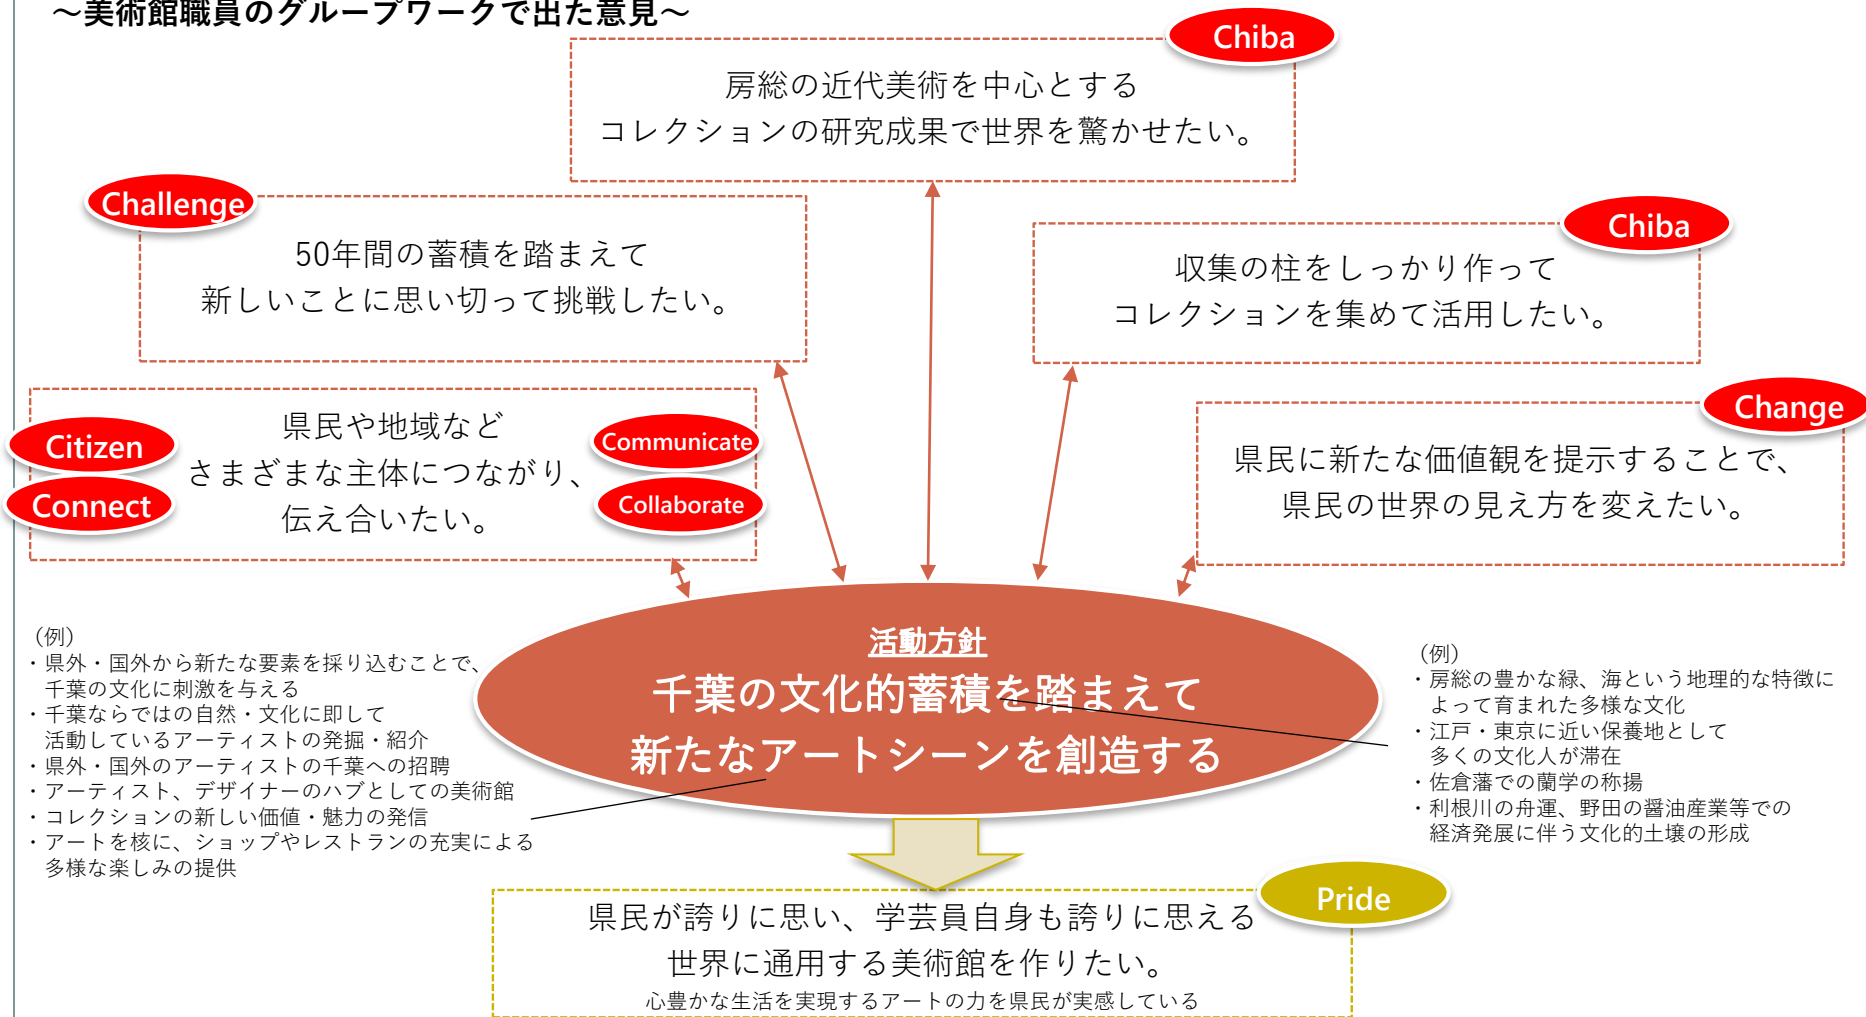 ～美術館職員のグループワークで出た意見～
Chiba
房総の近代美術を中心とする
コレクションの研究成果で世界を驚かせたい。
Challenge
50年間の蓄積を踏まえて
新しいことに思い切って挑戦したい。
Chiba
収集の柱をしっかり作って
コレクションを集めて活用したい。
Citizen
Connect
県民や地域など
さまざまな主体につながり、
伝え合いたい。
Communicate
Collaborate
Change
県民に新たな価値観を提示することで、
県民の世界の見え方を変えたい。
活動方針
千葉の文化的蓄積を踏まえて
新たなアートシーンを創造する
（例）
・県外・国外から新たな要素を採り込むことで、
千葉の文化に刺激を与える
・千葉ならではの自然・文化に即して
活動しているアーティストの発掘・紹介
・県外・国外のアーティストの千葉への招聘
・アーティスト、デザイナーのハブとしての美術館
・コレクションの新しい価値・魅力の発信
・アートを核に、ショップやレストランの充実による
多様な楽しみの提供
（例）
・房総の豊かな緑、海という地理的な特徴に
よって育まれた多様な文化
・江戸・東京に近い保養地として
多くの文化人が滞在
・佐倉藩での蘭学の称揚
・利根川の舟運、野田の醤油産業等での
経済発展に伴う文化的土壌の形成
Pride
県民が誇りに思い、学芸員自身も誇りに思える
世界に通用する美術館を作りたい。
心豊かな生活を実現するアートの力を県民が実感している